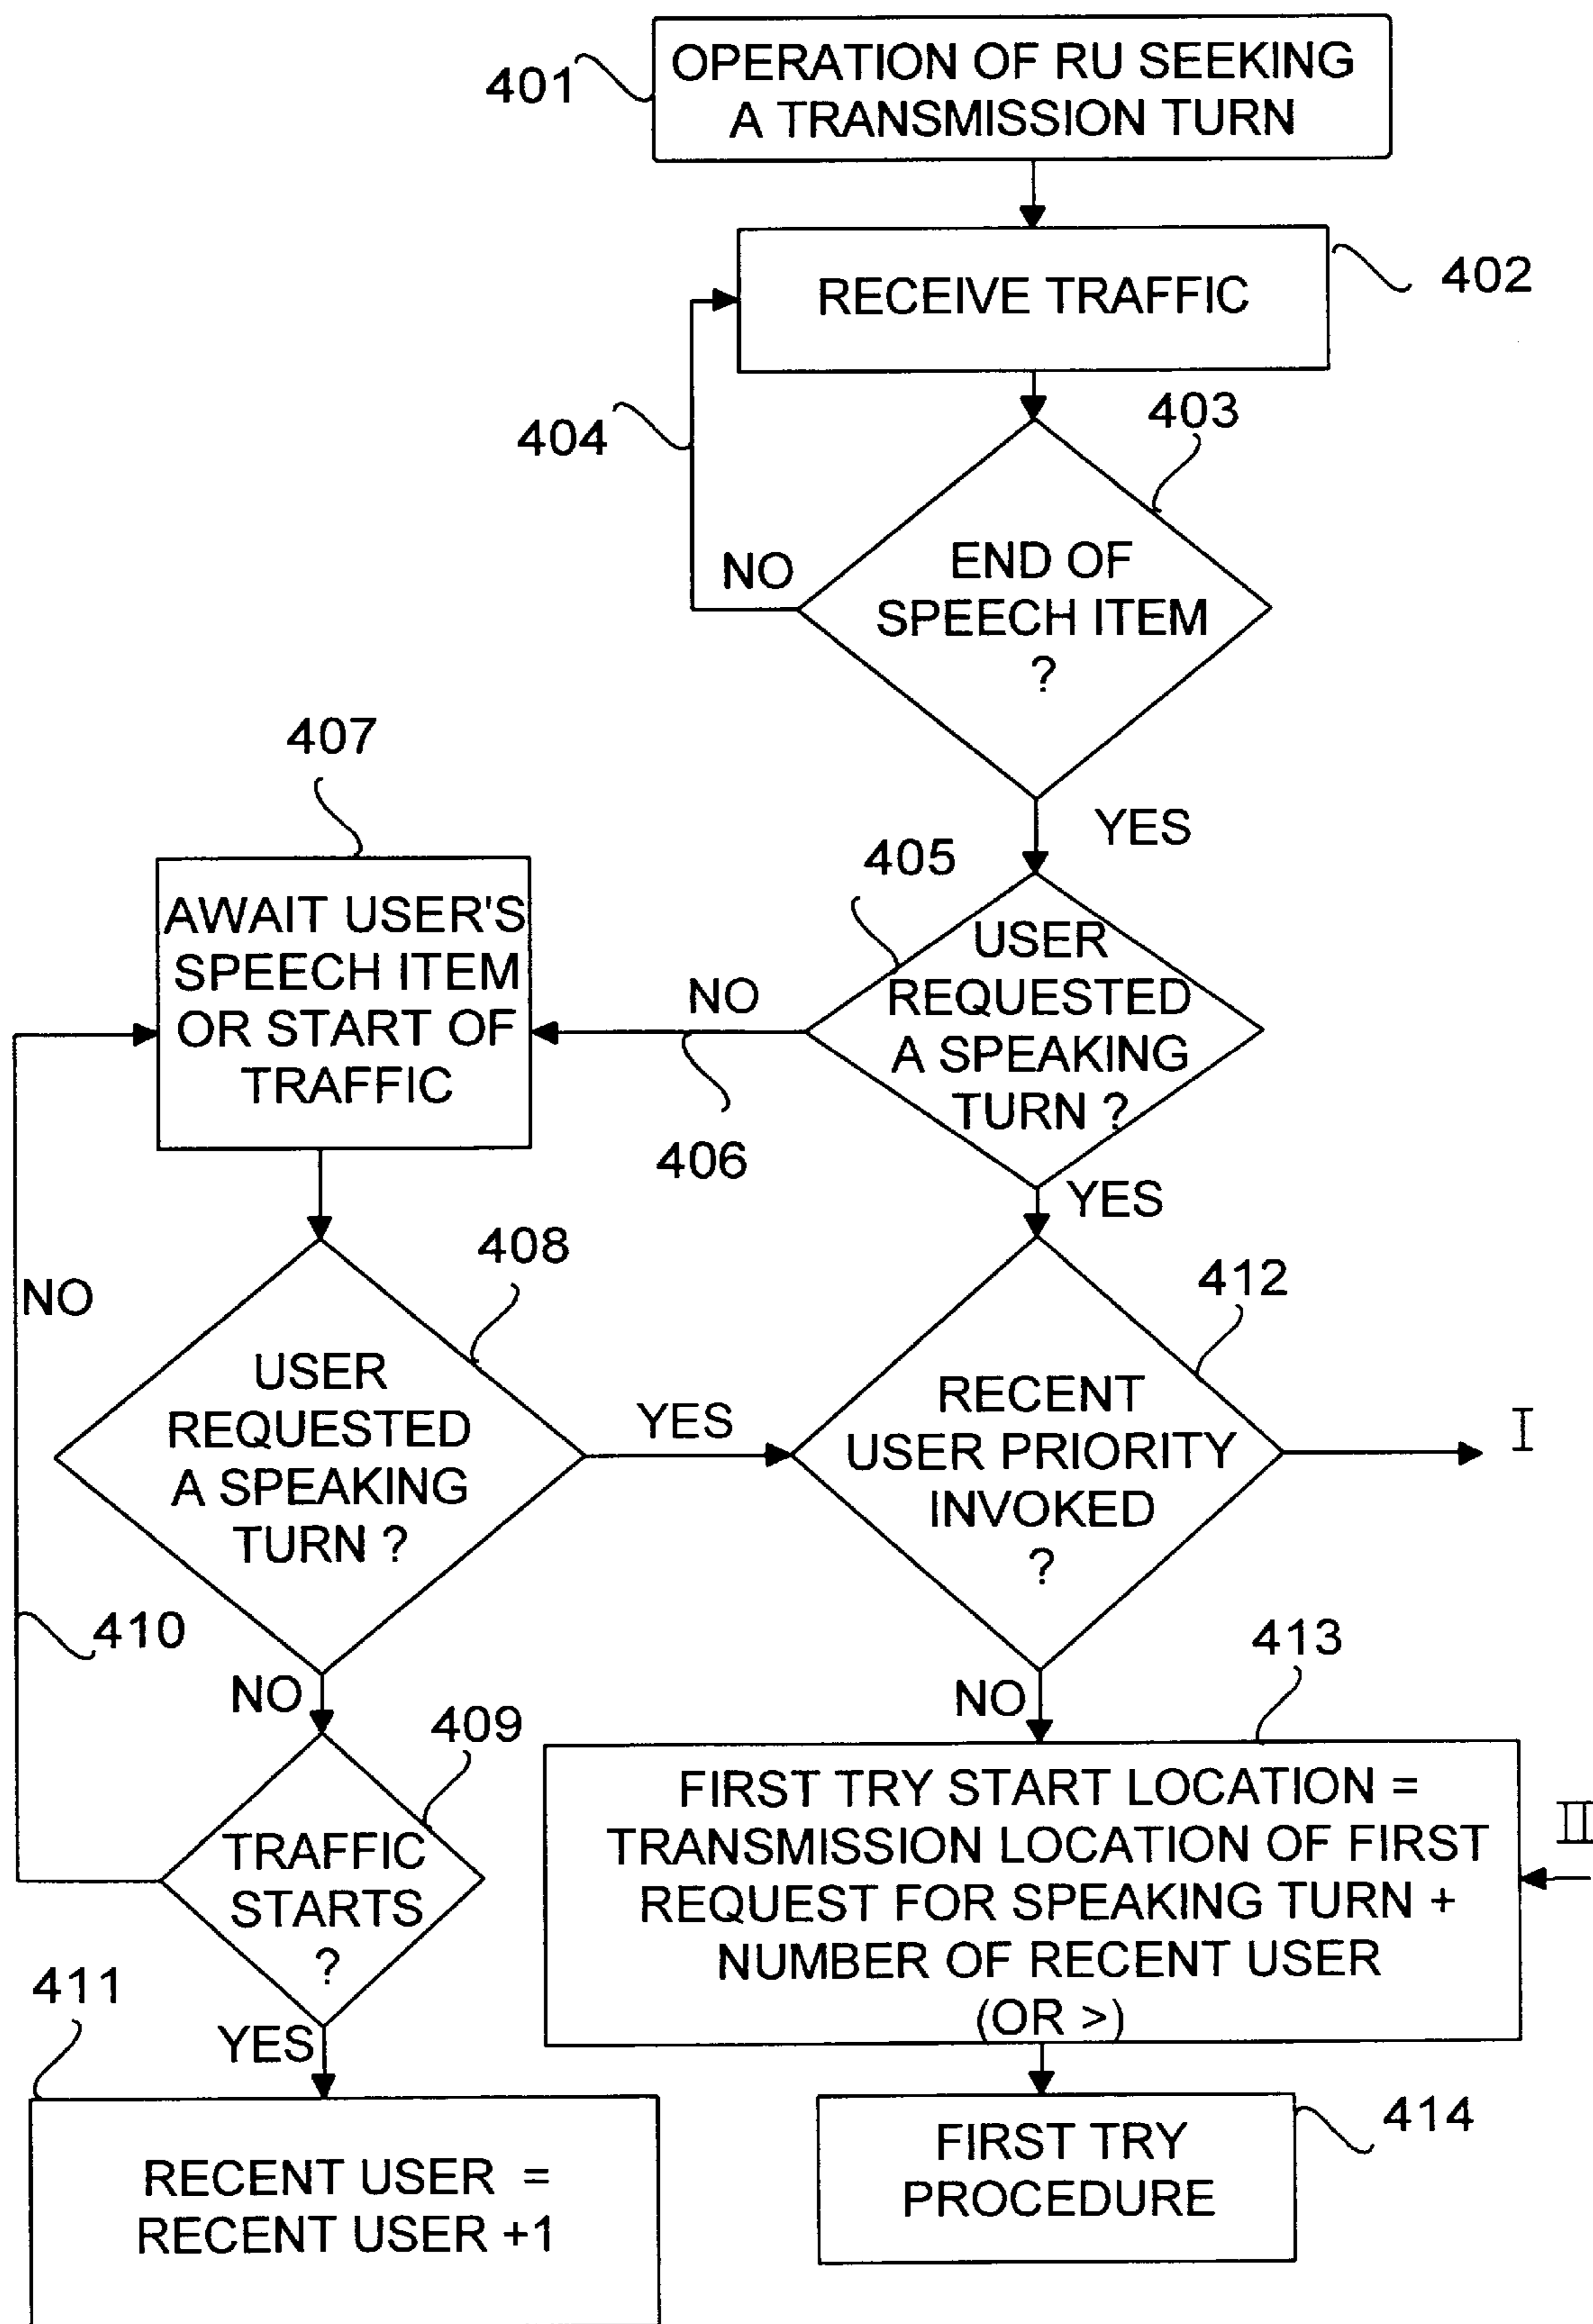 401
OPERATION OF RU SEEKING
A TRANSMISSION TURN
RECEIVE TRAFFIC
402
404
403
NO
END OF
SPEECH ITEM
?
YES
407
405
AWAIT USER'S
SPEECH ITEM
OR START OF
TRAFFIC
NO
406
USER
REQUESTED
A SPEAKING
TURN ?
YES
NO
408
412
USER
REQUESTED
A SPEAKING
TURN ?
YES
RECENT
USER PRIORITY
INVOKED
?
I
410
NO
409
NO
413
TRAFFIC
STARTS
?
FIRST TRY START LOCATION =
TRANSMISSION LOCATION OF FIRST
REQUEST FOR SPEAKING TURN +
NUMBER OF RECENT USER
(OR >)
II
411
YES
RECENT USER =
RECENT USER +1
FIRST TRY
PROCEDURE
414